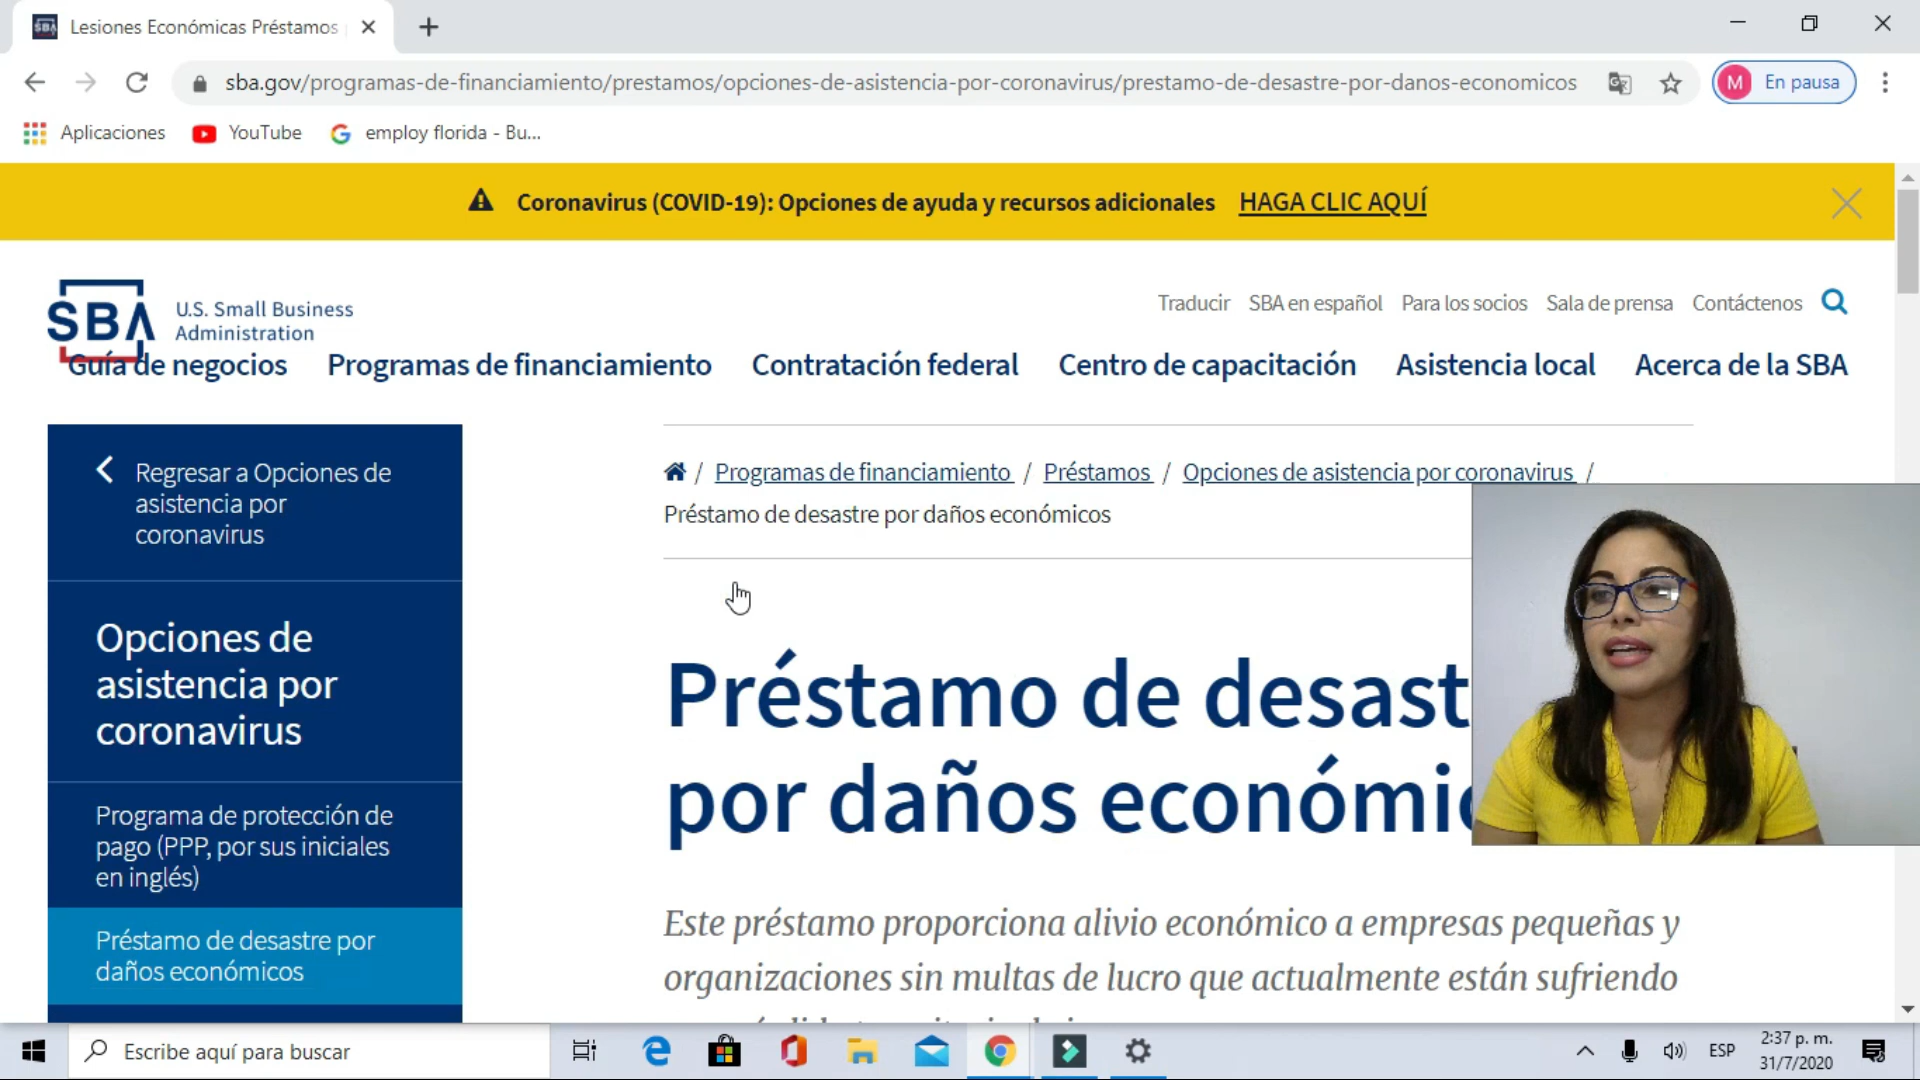 Lesiones Económicas Préstamos
sba.gov/programas-de-financiamiento/prestamos/opciones-de-asistencia-por-coronavirus/prestamo-de-desastre-por-danos-economicos
M En pausa
Aplicaciones YouTube employ florida - Bu...
Coronavirus (COVID-19): Opciones de ayuda y recursos adicionales HAGA CLIC AQUÍ
SBA
U.S. Small Business
Administration
Traducir SBA en español Para los socios Sala de prensa Contáctenos
Guía de negocios Programas de financiamiento Contratación federal Centro de capacitación Asistencia local Acerca de la SBA
Regresar a Opciones de
asistencia por
coronavirus
Opciones de
asistencia por
coronavirus
Programa de protección de
pago (PPP, por sus iniciales
en inglés)
Préstamo de desastre por
daños económicos
/ Programas de financiamiento / Préstamos / Opciones de asistencia por coronavirus /
Préstamo de desastre por daños económicos
Préstamo de desast
por daños económic
Este préstamo proporciona alivio económico a empresas pequeñas y
organizaciones sin multas de lucro que actualmente están sufriendo
Escribe aquí para buscar
ESP
2:37 p. m.
31/7/2020